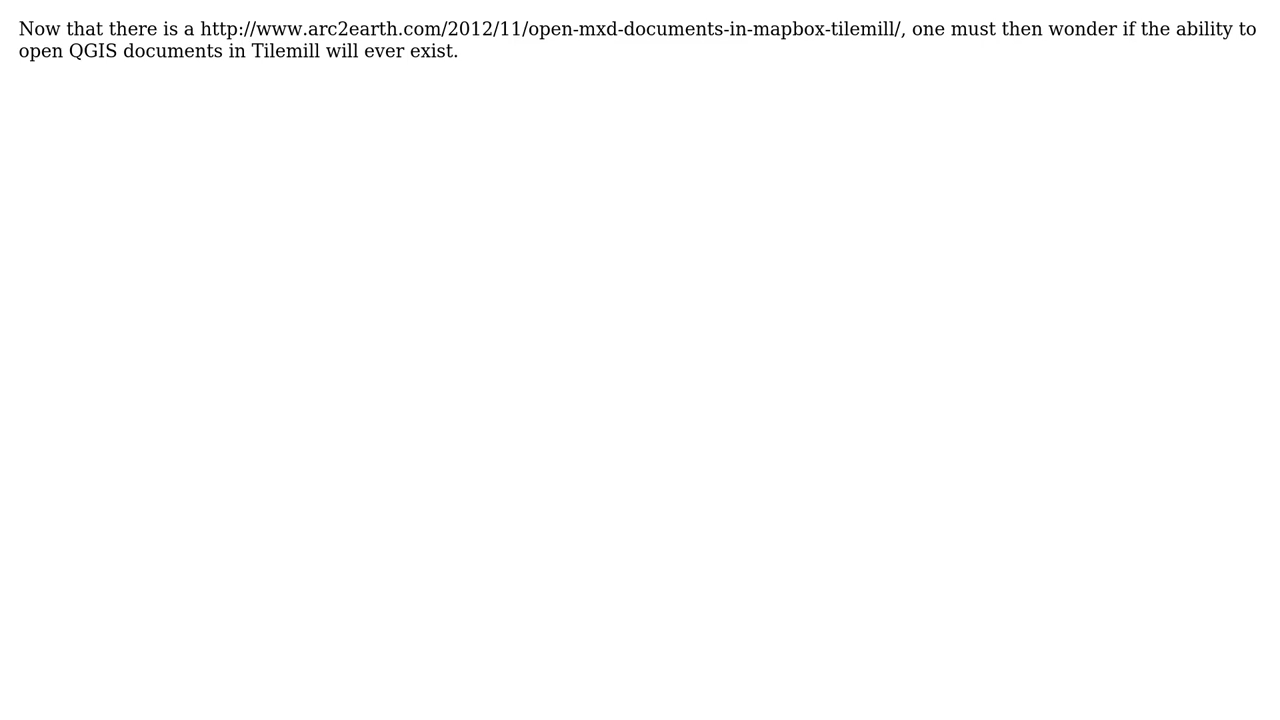 Now that there is a http://www.arc2earth.com/2012/11/open-mxd-documents-in-mapbox-tilemill/, one must then wonder if the ability to
open QGIS documents in Tilemill will ever exist.